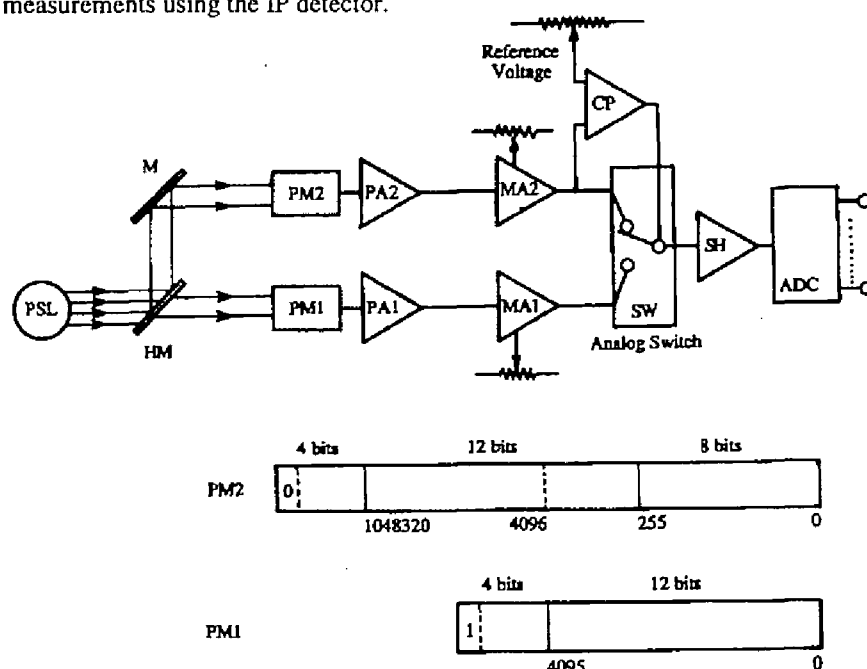 measurements using the IP detector.
Reference
Voltage
CP
M
PM2
PA2
MA2
SH
ADC
PSL
PM1
PA1
MA1
SW
HM
Analog Switch
4 bits 12 bits 8 bits
PM2 0
1048320 4096 255 0
4 bits 12 bits
PM1 1
4095 0